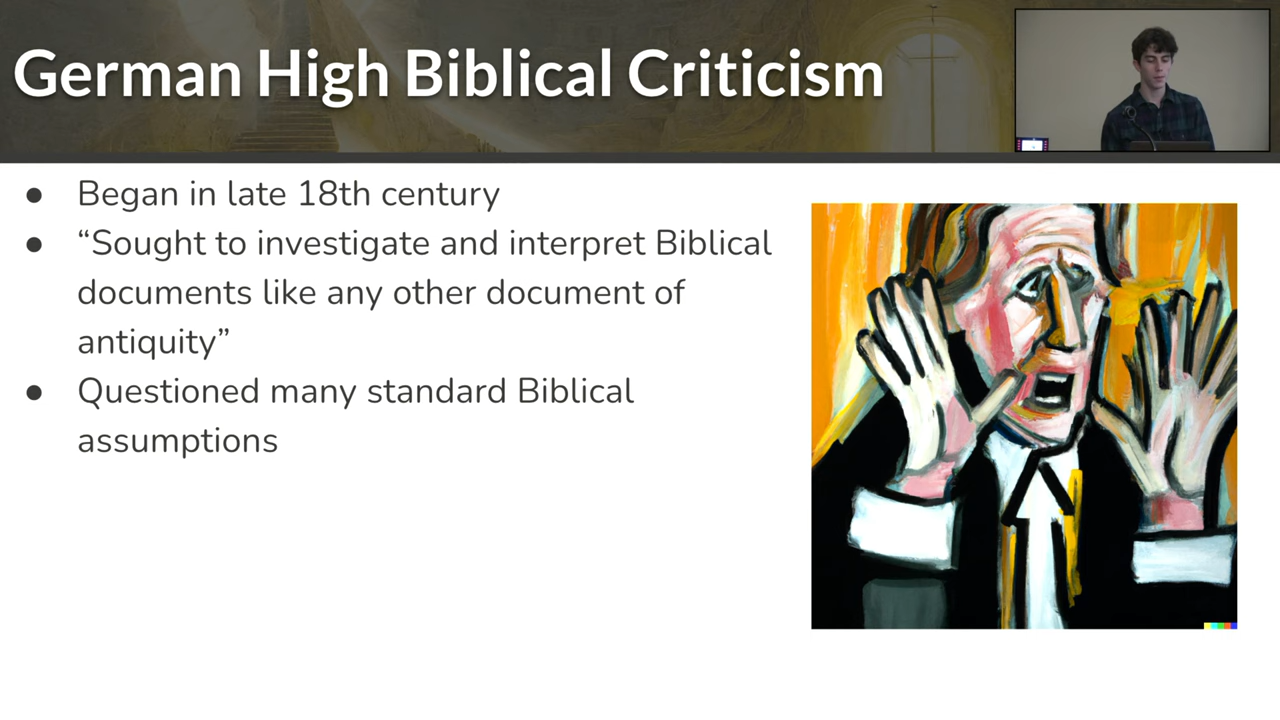 German High Biblical Criticism
● Began in late 18th century
● “Sought to investigate and interpret Biblical
documents like any other document of
antiquity”
● Questioned many standard Biblical
assumptions